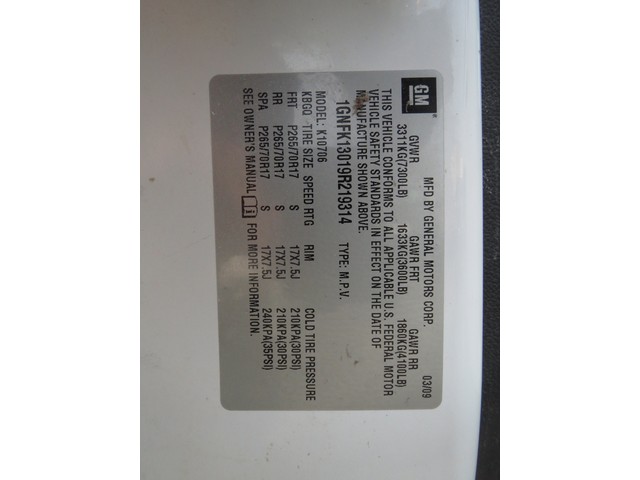 GM ®
MFD BY GENERAL MOTORS CORP. 03/09
GVWR GAWR FRT GAWR RR
3311KG(7300LB) 1633KG(3600LB) 1860KG(4100LB)
THIS VEHICLE CONFORMS TO ALL APPLICABLE U.S. FEDERAL MOTOR
VEHICLE SAFETY STANDARDS IN EFFECT ON THE DATE OF
MANUFACTURE SHOWN ABOVE.
1GNFK13019R219314 TYPE: M.P.V.
MODEL: K10706
KBGQ TIRE SIZE SPEED RTG RIM COLD TIRE PRESSURE
FRT P265/70R17 S 17X7.5J 210KPA(30PSI)
RR P265/70R17 S 17X7.5J 210KPA(30PSI)
SPA P265/70R17 S 17X7.5J 240KPA(35PSI)
SEE OWNER'S MANUAL i FOR MORE INFORMATION.